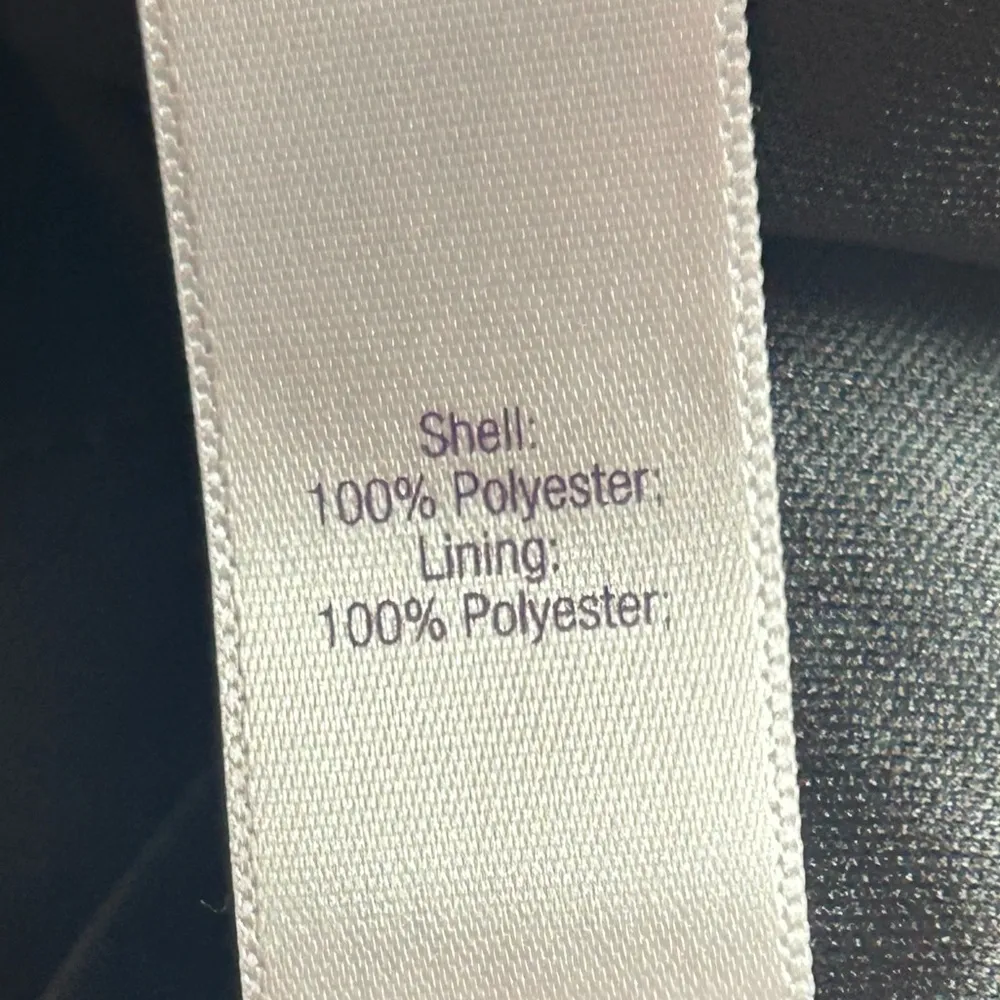 Shell:
100% Polyester;
Lining:
100% Polyester;